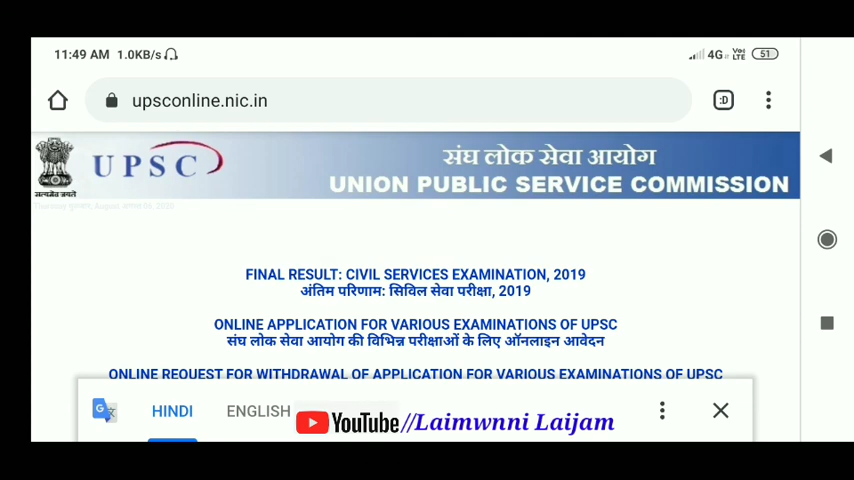 11:49 AM 1.0KB/s 4G VoLTE 51
upsconline.nic.in :D
सत्यमेव जयते
UPSC
संघ लोक सेवा आयोग
UNION PUBLIC SERVICE COMMISSION
FINAL RESULT: CIVIL SERVICES EXAMINATION, 2019
अंतिम परिणाम: सिविल सेवा परीक्षा, 2019
ONLINE APPLICATION FOR VARIOUS EXAMINATIONS OF UPSC
संघ लोक सेवा आयोग की विभिन्न परीक्षाओं के लिए ऑनलाइन आवेदन
ONLINE REQUEST FOR WITHDRAWAL OF APPLICATION FOR VARIOUS EXAMINATIONS OF UPSC
HINDI ENGLISH
YouTube//Laimwnni Laijam